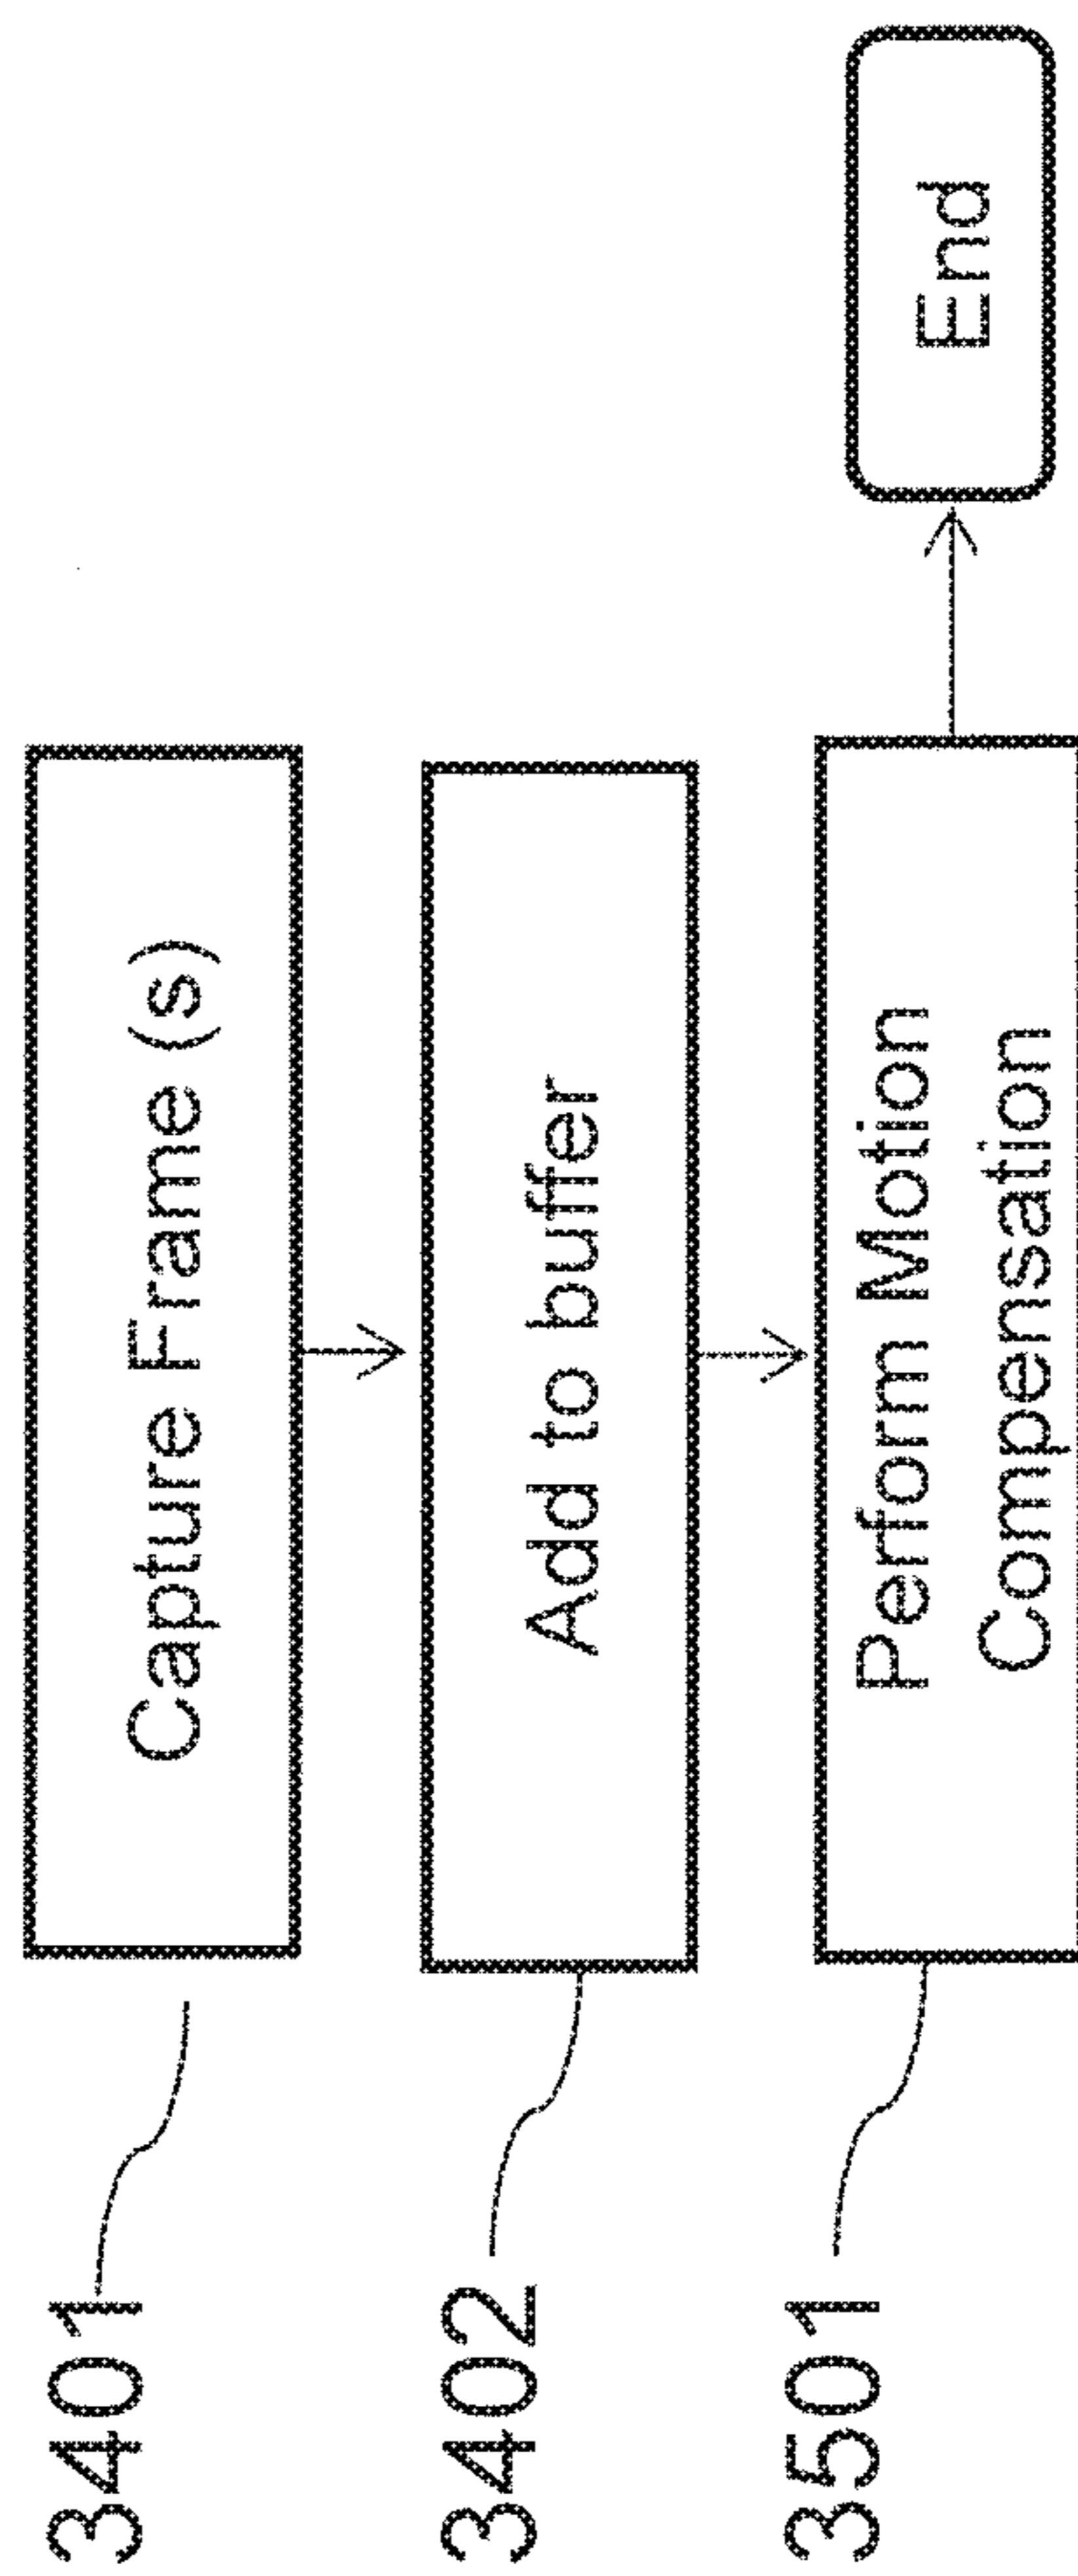 3401
Capture Frame (s)
3402
Add to buffer
3501
Perform Motion
Compensation
End